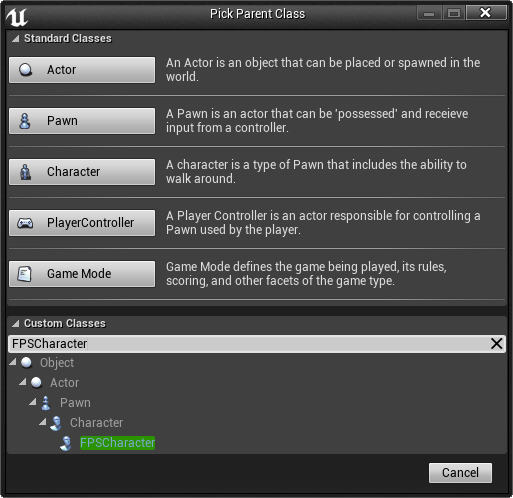 Pick Parent Class
Standard Classes
Actor
An Actor is an object that can be placed or spawned in the
world.
Pawn
A Pawn is an actor that can be 'possessed' and receieve
input from a controller.
Character
A character is a type of Pawn that includes the ability to
walk around.
PlayerController
A Player Controller is an actor responsible for controlling a
Pawn used by the player.
Game Mode
Game Mode defines the game being played, its rules,
scoring, and other facets of the game type.
Custom Classes
FPSCharacter
Object
Actor
Pawn
Character
FPSCharacter
Cancel